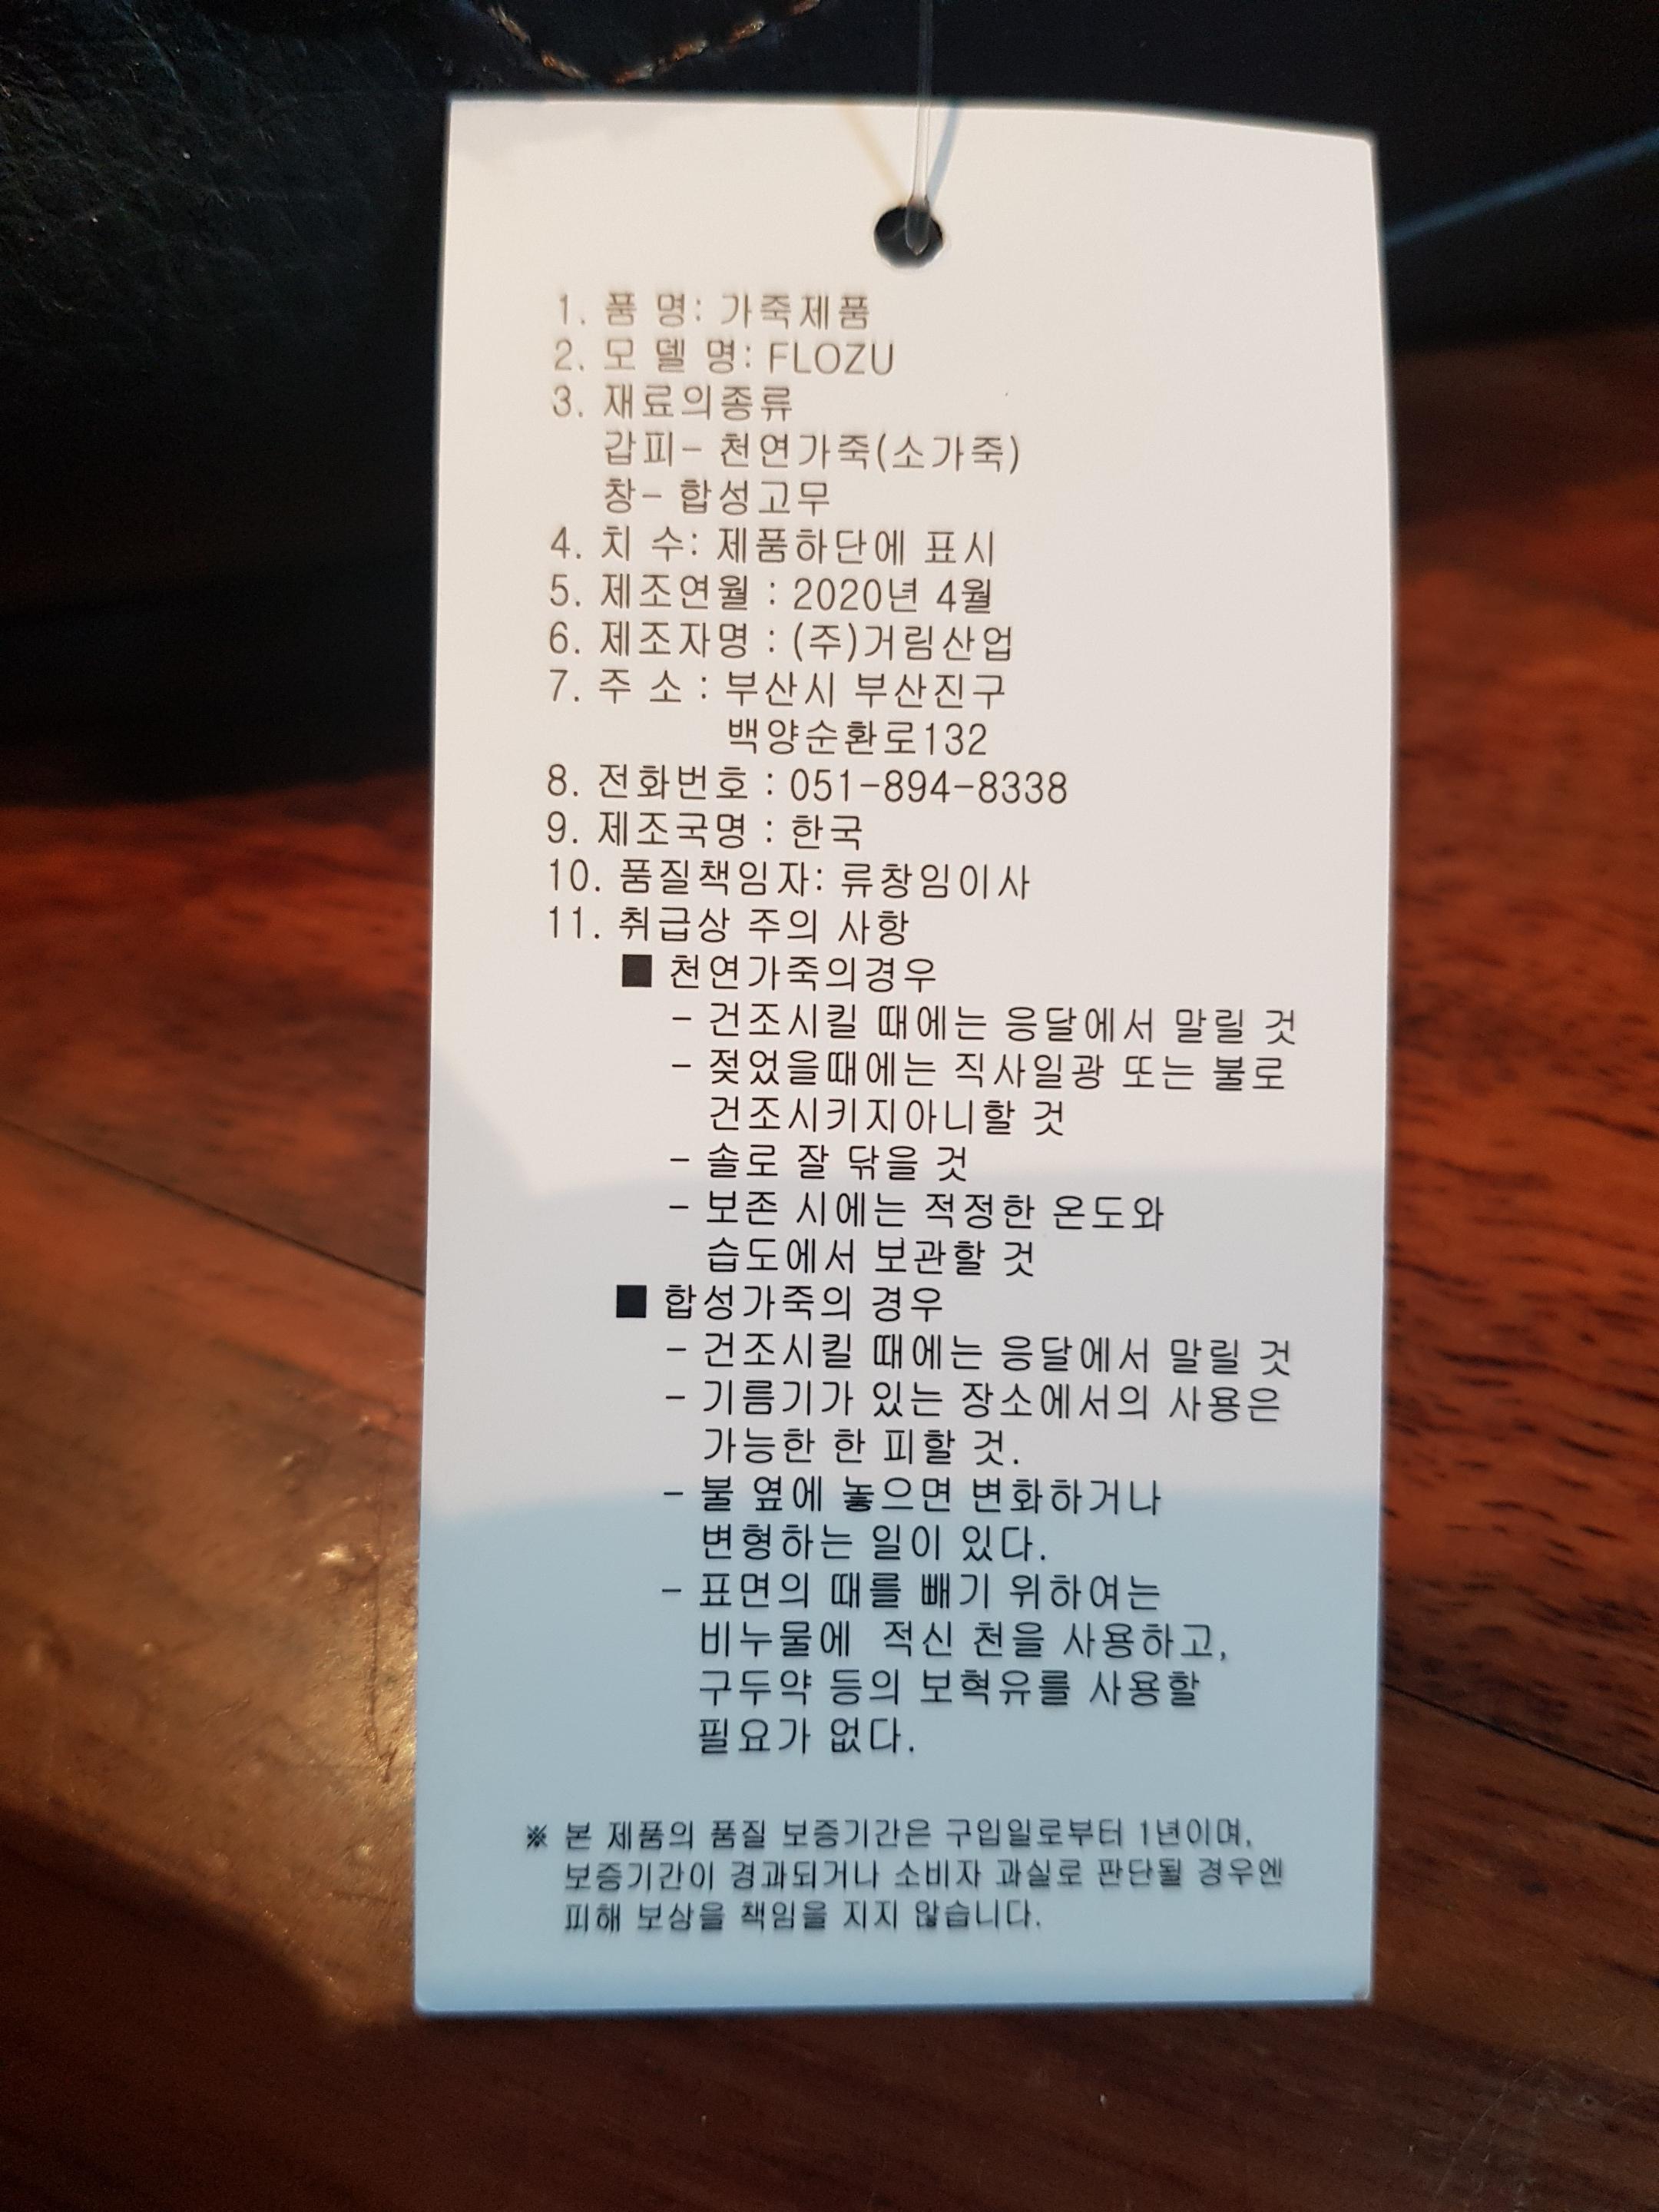 1. 품 명: 가죽제품
2. 모 델 명: FLOZU
3. 재료의종류
갑피- 천연가죽(소가죽)
창- 합성고무
4. 치 수: 제품하단에 표시
5. 제조연월 : 2020년 4월
6. 제조자명 : (주)거림산업
7. 주 소 : 부산시 부산진구
백양순환로132
8. 전화번호 : 051-894-8338
9. 제조국명 : 한국
10. 품질책임자: 류창임이사
11. 취급상 주의 사항
■ 천연가죽의경우
- 건조시킬 때에는 응달에서 말릴 것
- 젖었을때에는 직사일광 또는 불로
건조시키지아니할 것
- 솔로 잘 닦을 것
- 보존 시에는 적정한 온도와
습도에서 보관할 것
■ 합성가죽의 경우
- 건조시킬 때에는 응달에서 말릴 것
- 기름기가 있는 장소에서의 사용은
가능한 한 피할 것.
- 불 옆에 놓으면 변화하거나
변형하는 일이 있다.
- 표면의 때를 빼기 위하여는
비누물에 적신 천을 사용하고,
구두약 등의 보혁유를 사용할
필요가 없다.
※ 본 제품의 품질 보증기간은 구입일로부터 1년이며,
보증기간이 경과되거나 소비자 과실로 판단될 경우엔
피해 보상을 책임을 지지 않습니다.